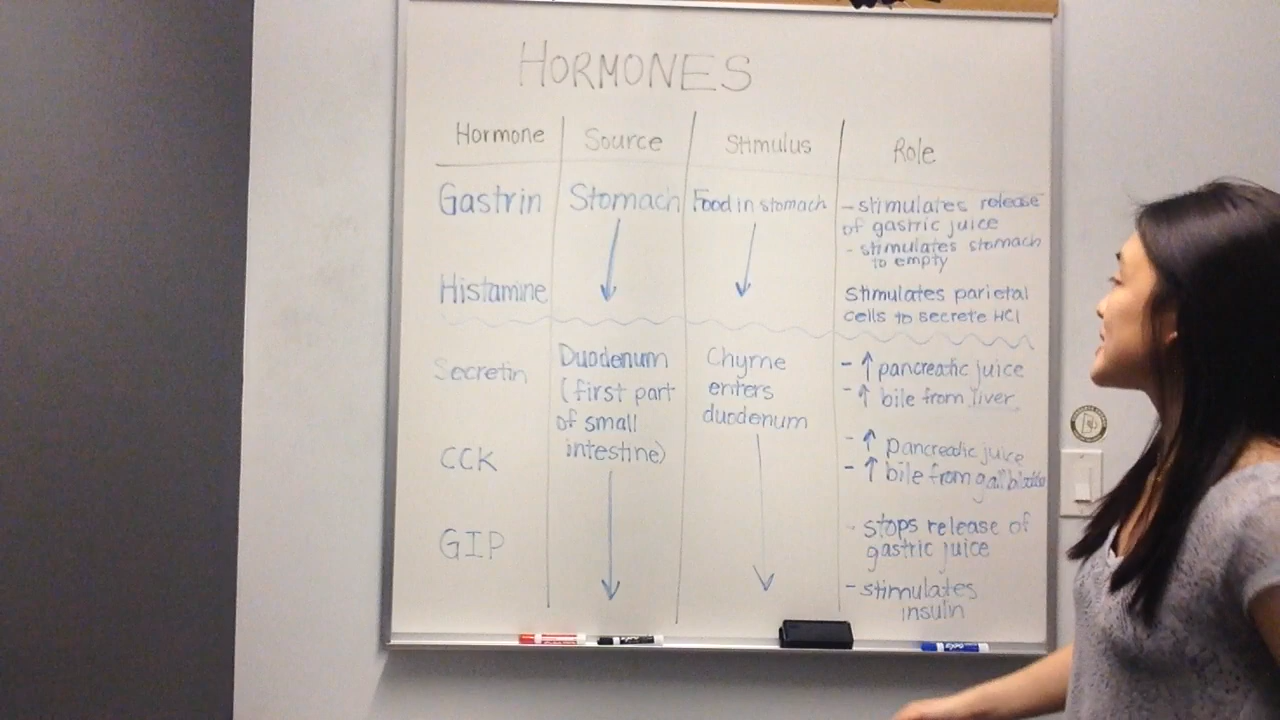 HORMONES
Hormone Source Stimulus Role
Gastrin Stomach Food in stomach
- stimulates release
of gastric juice
- stimulates stomach
to empty
Histamine
stimulates parietal
cells to secrete HCl
Secretin
Duodenum
(first part
of small
intestine)
Chyme
enters
duodenum
- ↑ pancreatic juice
- ↑ bile from liver
CCK
- ↑ pancreatic juice
- ↑ bile from gall bladder
GIP
- stops release of
gastric juice
- stimulates
insulin